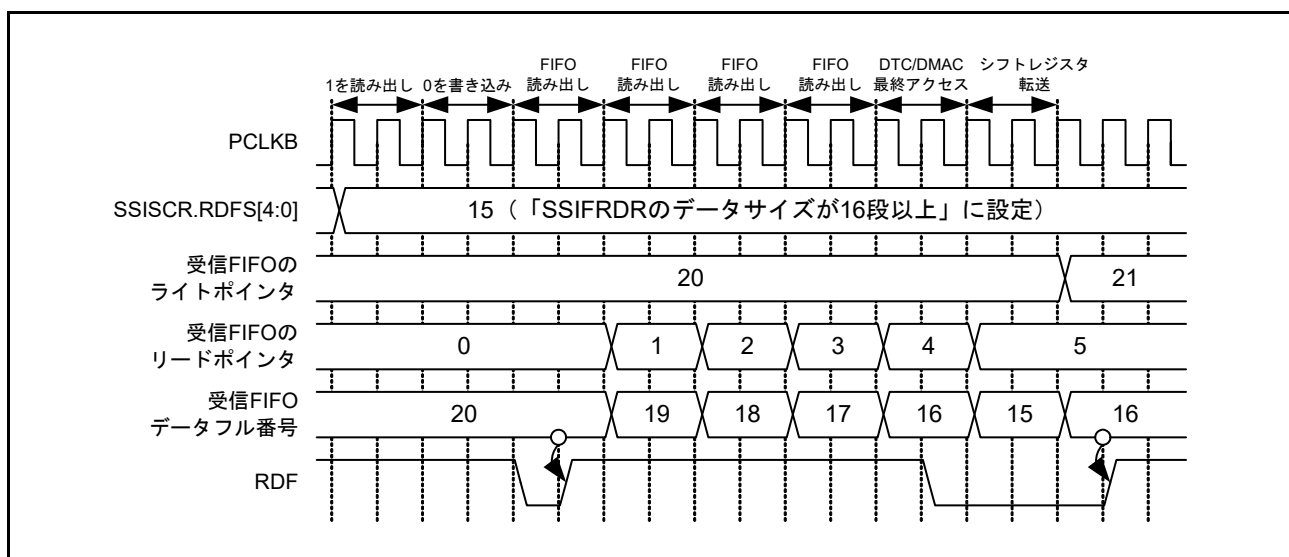 1を読み出し 0を書き込み FIFO
読み出し FIFO
読み出し FIFO
読み出し FIFO
読み出し DTC/DMAC
最終アクセス シフトレジスタ
転送
PCLKB
SSISCR.RDFS[4:0] 15（「SSIFRDRのデータサイズが16段以上」に設定）
受信FIFOの
ライトポインタ 20 21
受信FIFOの
リードポインタ 0 1 2 3 4 5
受信FIFO
データフル番号 20 19 18 17 16 15 16
RDF